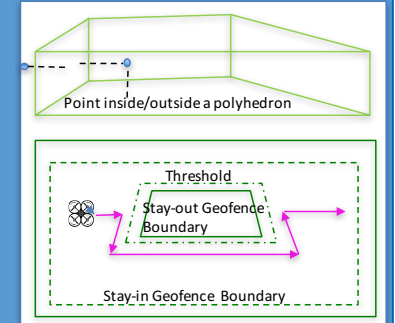 Point inside/outside a polyhedron
Threshold
Stay-out Geofence
Boundary
Stay-in Geofence Boundary